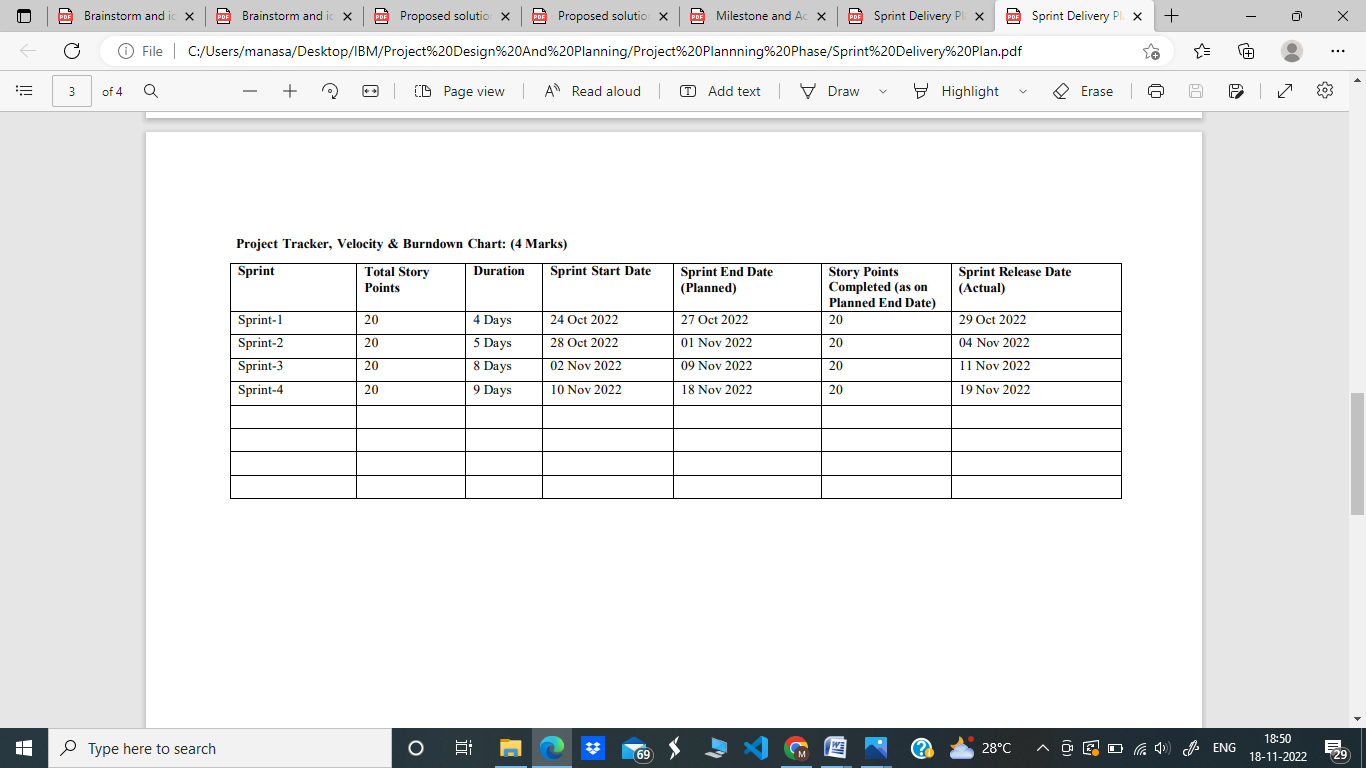 Brainstorm and ic
Brainstorm and ic
Proposed solutio
Proposed solutio
Milestone and Ac
Sprint Delivery Pl
Sprint Delivery Pl
File
C:/Users/manasa/Desktop/IBM/Project%20Design%20And%20Planning/Project%20Plannning%20Phase/Sprint%20Delivery%20Plan.pdf
3 of 4
Page view
Read aloud
Add text
Draw
Highlight
Erase
Project Tracker, Velocity & Burndown Chart: (4 Marks)
Sprint
Total Story
Points
Duration
Sprint Start Date
Sprint End Date
(Planned)
Story Points
Completed (as on
Planned End Date)
Sprint Release Date
(Actual)
Sprint-1 20 4 Days 24 Oct 2022 27 Oct 2022 20 29 Oct 2022
Sprint-2 20 5 Days 28 Oct 2022 01 Nov 2022 20 04 Nov 2022
Sprint-3 20 8 Days 02 Nov 2022 09 Nov 2022 20 11 Nov 2022
Sprint-4 20 9 Days 10 Nov 2022 18 Nov 2022 20 19 Nov 2022
Type here to search
69
M
28°C
ENG
18:50
18-11-2022
29